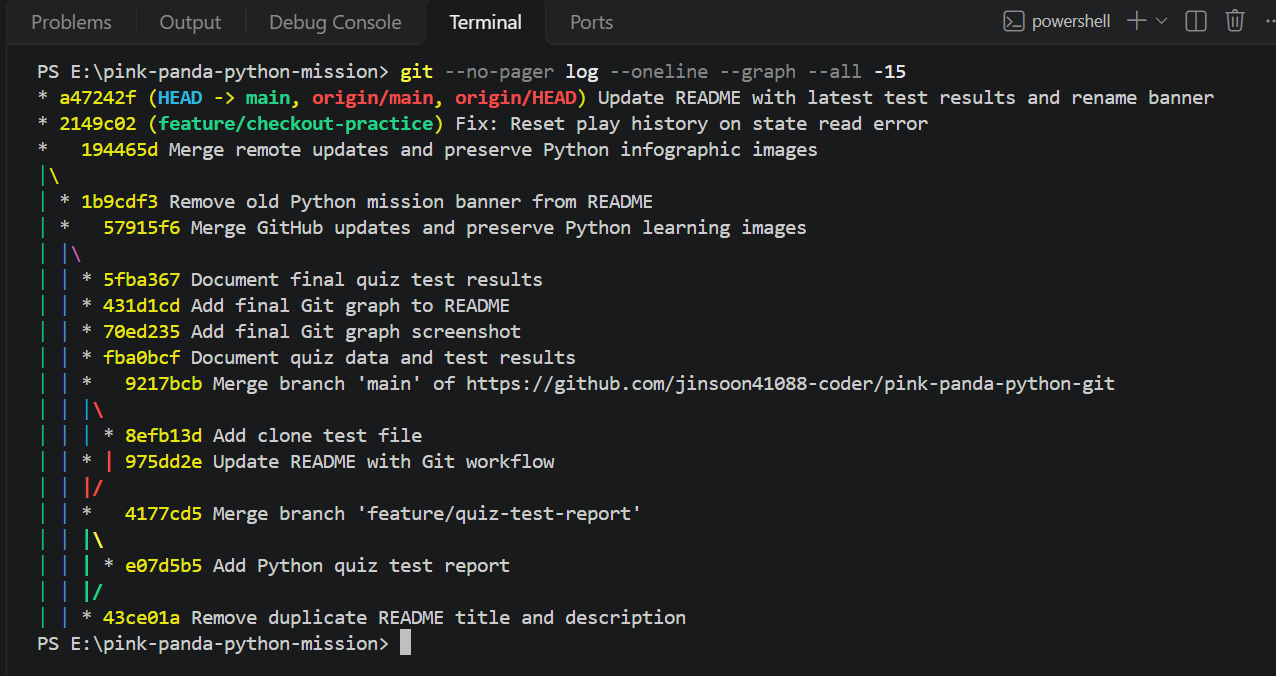 Problems Output Debug Console Terminal Ports powershell
PS E:\pink-panda-python-mission> git --no-pager log --oneline --graph --all -15
* a47242f (HEAD -> main, origin/main, origin/HEAD) Update README with latest test results and rename banner
* 2149c02 (feature/checkout-practice) Fix: Reset play history on state read error
*   194465d Merge remote updates and preserve Python infographic images
|\
| * 1b9cdf3 Remove old Python mission banner from README
| *   57915f6 Merge GitHub updates and preserve Python learning images
| |\
| | * 5fba367 Document final quiz test results
| | * 431d1cd Add final Git graph to README
| | * 70ed235 Add final Git graph screenshot
| | * fba0bcf Document quiz data and test results
| | *   9217bcb Merge branch 'main' of https://github.com/jinsoon41088-coder/pink-panda-python-git
| | |\
| | | * 8efb13d Add clone test file
| | * | 975dd2e Update README with Git workflow
| | |/
| | *   4177cd5 Merge branch 'feature/quiz-test-report'
| | |\
| | | * e07d5b5 Add Python quiz test report
| | |/
| | * 43ce01a Remove duplicate README title and description
PS E:\pink-panda-python-mission>